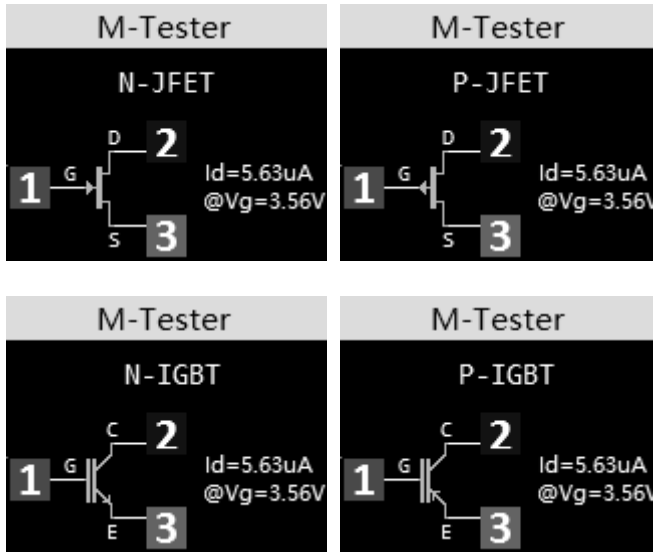 M-Tester
N-JFET
D
2
1
G
Id=5.63uA
@Vg=3.56V
S
3
M-Tester
P-JFET
D
2
1
G
Id=5.63uA
@Vg=3.56V
S
3
M-Tester
N-IGBT
C
2
1
G
Id=5.63uA
@Vg=3.56V
E
3
M-Tester
P-IGBT
C
2
1
G
Id=5.63uA
@Vg=3.56V
E
3